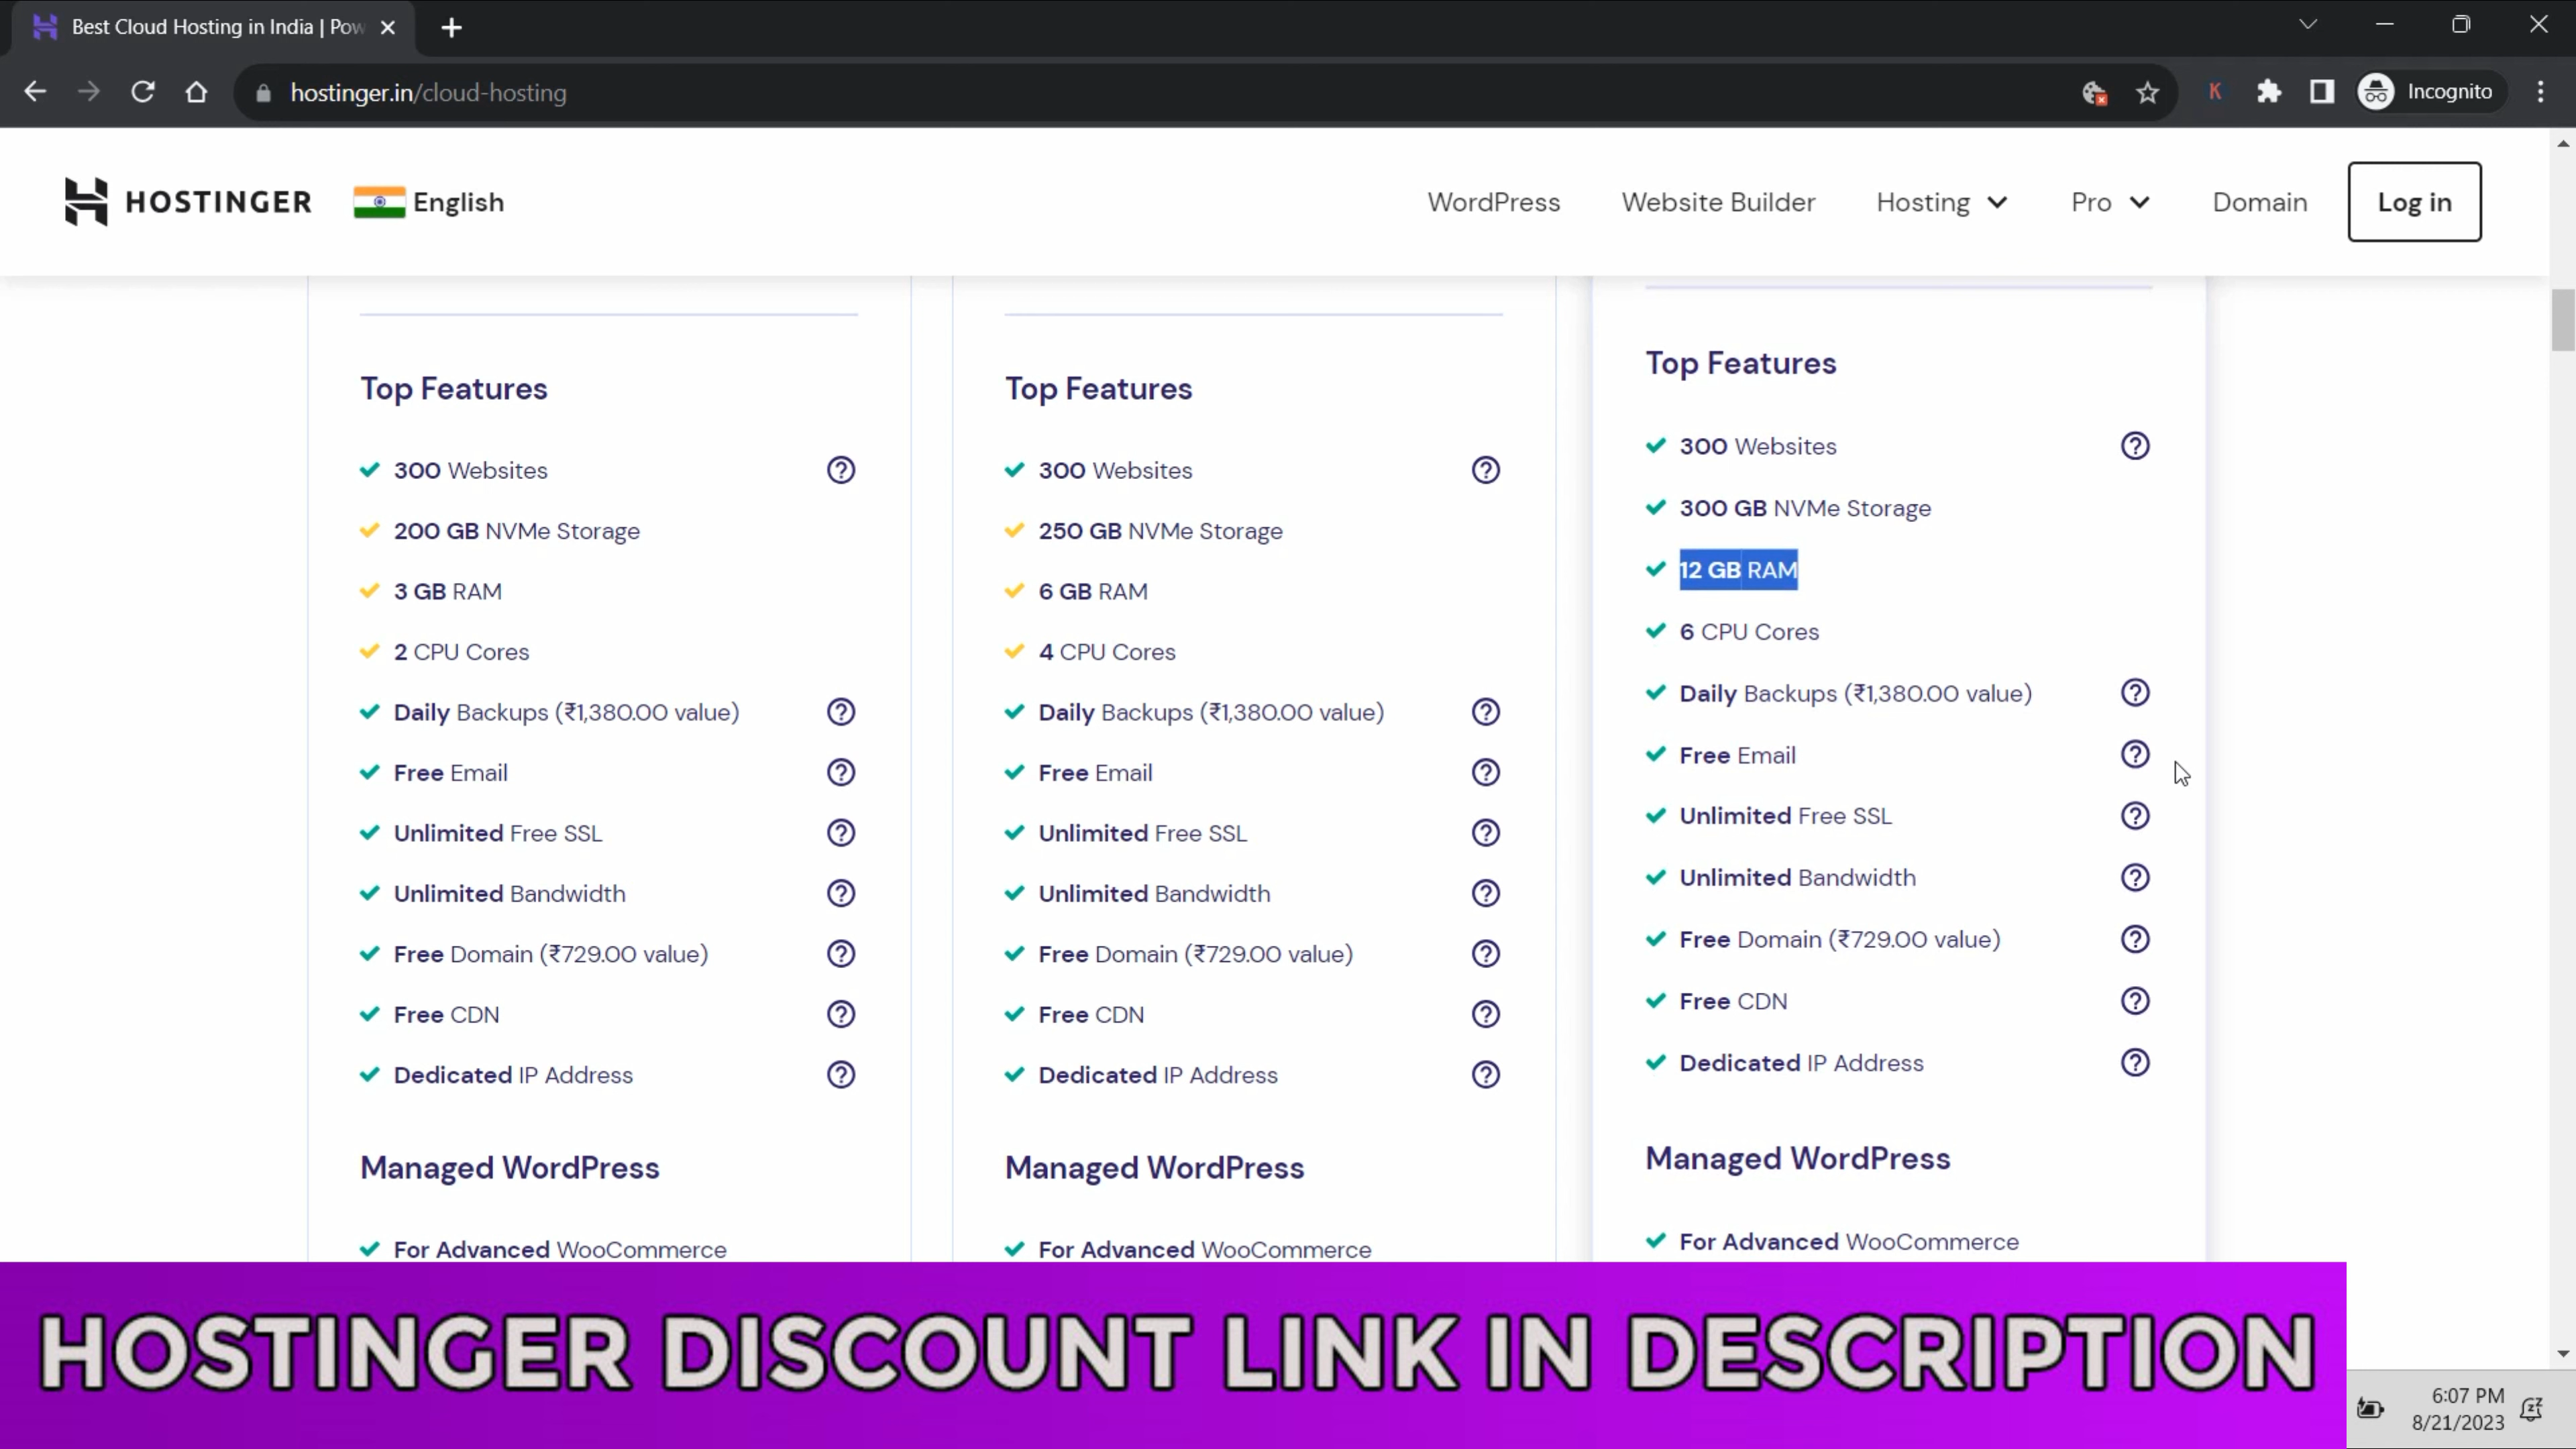 Best Cloud Hosting in India | Pow
hostinger.in/cloud-hosting
K
Incognito
HOSTINGER
English
WordPress
Website Builder
Hosting
Pro
Domain
Log in
Top Features
300 Websites
200 GB NVMe Storage
3 GB RAM
2 CPU Cores
Daily Backups (₹1,380.00 value)
Free Email
Unlimited Free SSL
Unlimited Bandwidth
Free Domain (₹729.00 value)
Free CDN
Dedicated IP Address
Managed WordPress
For Advanced WooCommerce
Top Features
300 Websites
250 GB NVMe Storage
6 GB RAM
4 CPU Cores
Daily Backups (₹1,380.00 value)
Free Email
Unlimited Free SSL
Unlimited Bandwidth
Free Domain (₹729.00 value)
Free CDN
Dedicated IP Address
Managed WordPress
For Advanced WooCommerce
Top Features
300 Websites
300 GB NVMe Storage
12 GB RAM
6 CPU Cores
Daily Backups (₹1,380.00 value)
Free Email
Unlimited Free SSL
Unlimited Bandwidth
Free Domain (₹729.00 value)
Free CDN
Dedicated IP Address
Managed WordPress
For Advanced WooCommerce
HOSTINGER DISCOUNT LINK IN DESCRIPTION
6:07 PM
8/21/2023